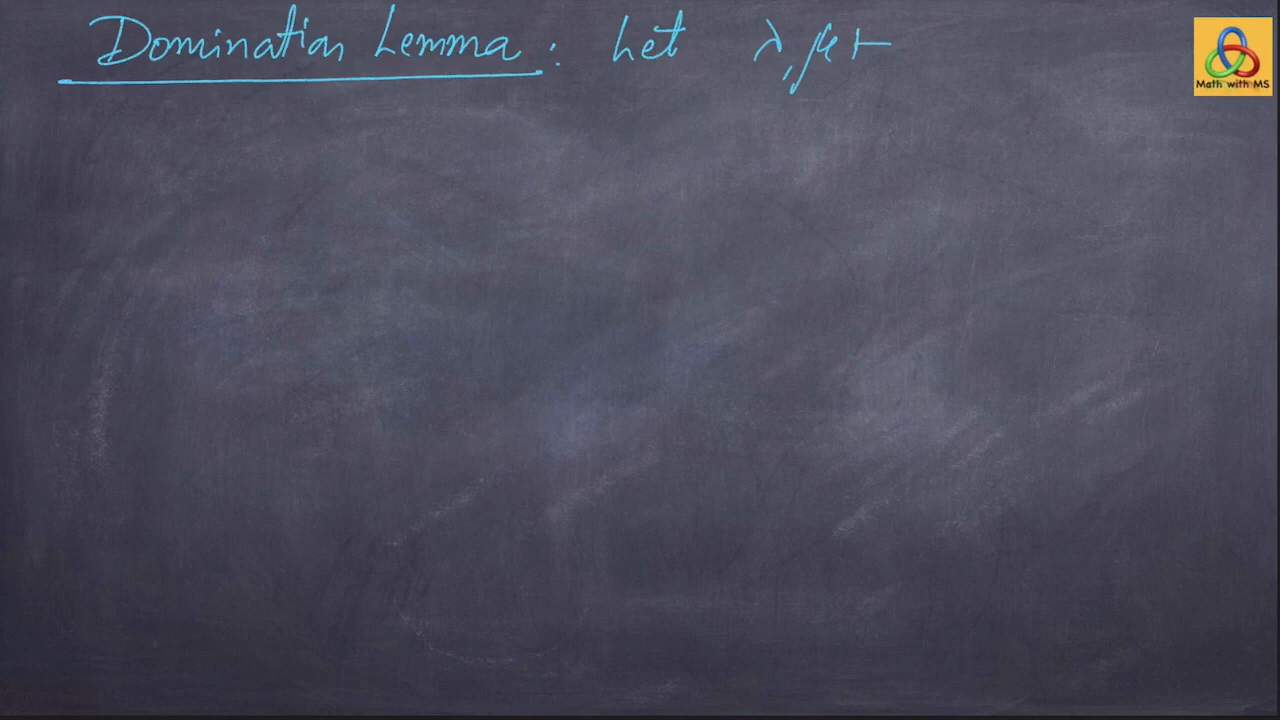 Domination Lemma : Let λ, μ ⊢
Math with MS